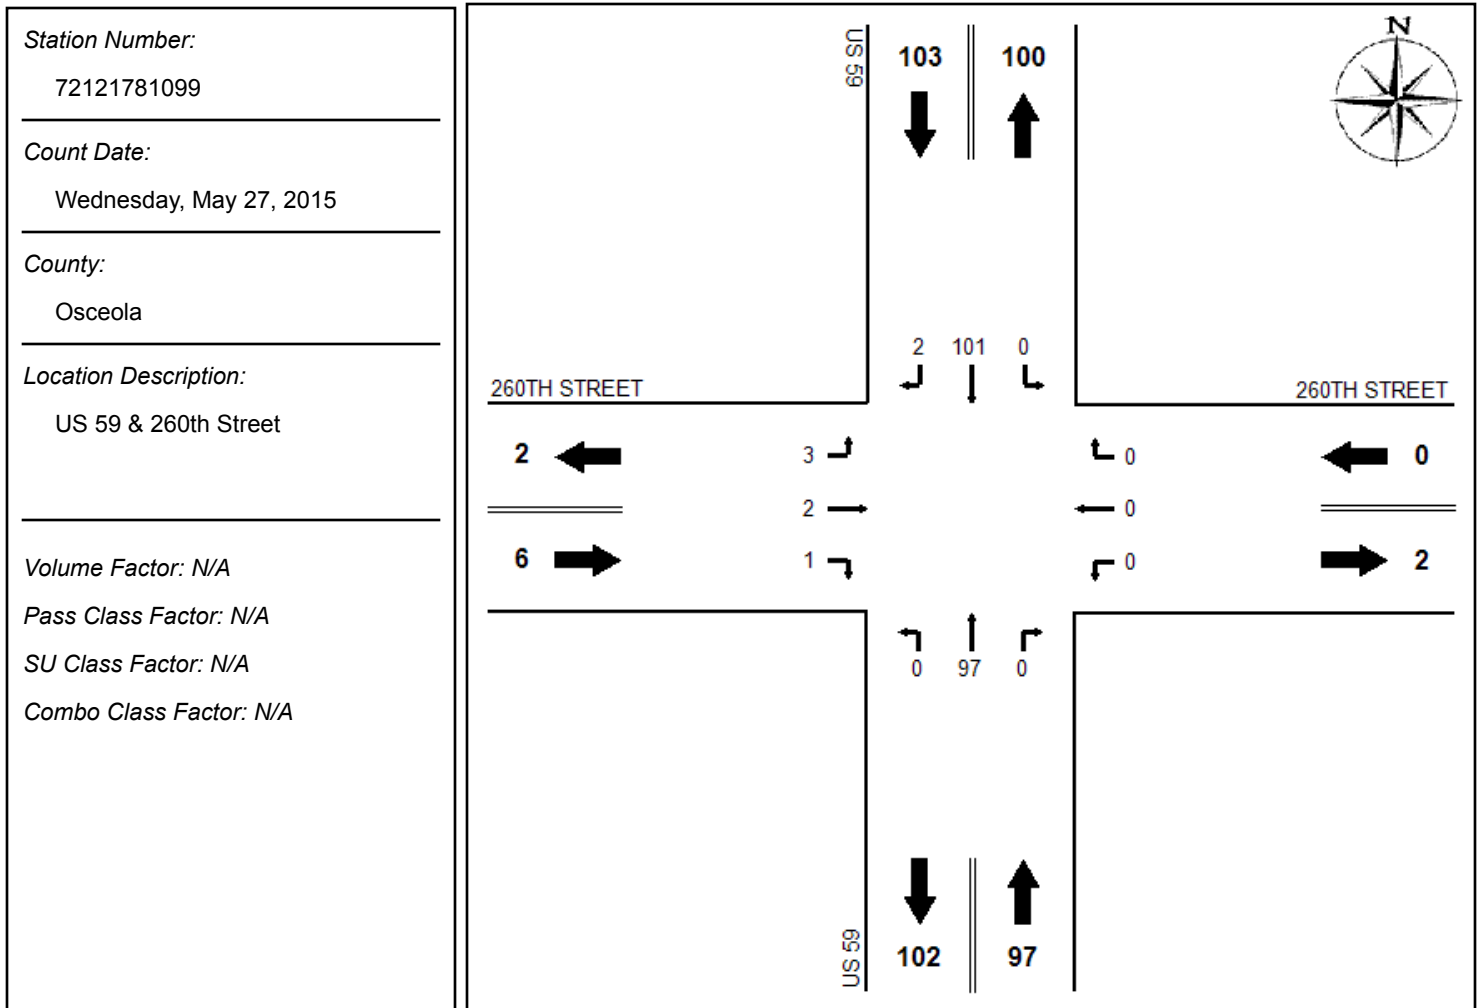 Station Number:
72121781099
Count Date:
Wednesday, May 27, 2015
County:
Osceola
Location Description:
US 59 & 260th Street
Volume Factor: N/A
Pass Class Factor: N/A
SU Class Factor: N/A
Combo Class Factor: N/A
N
US 59
103 100
2 101 0
260TH STREET
260TH STREET
2 3 0 0
2 0
6 1 0 2
0 97 0
US 59
102 97